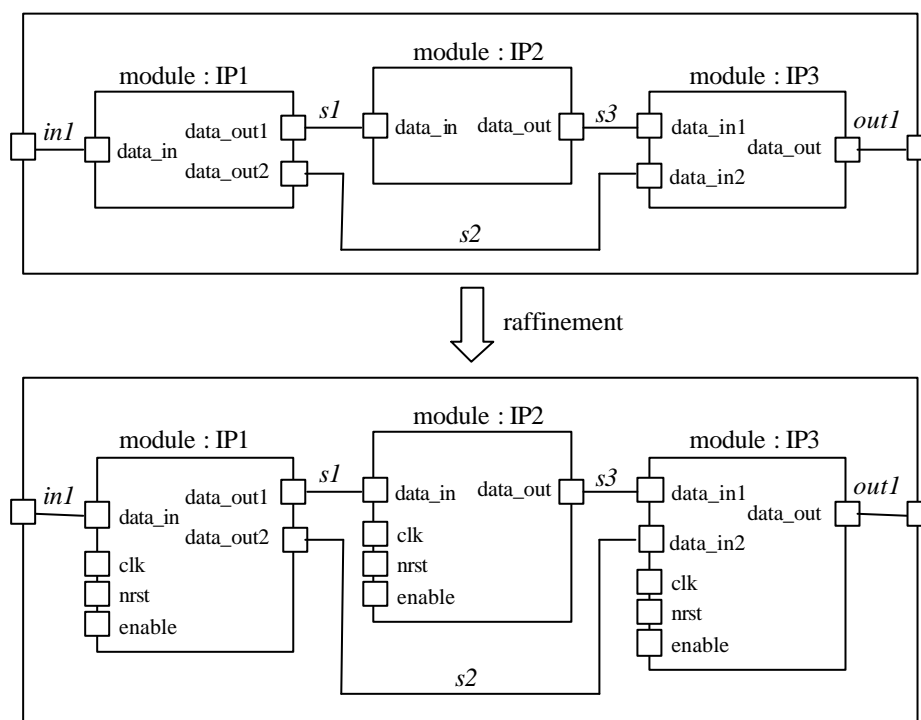 module : IP1
module : IP2
module : IP3
in1
data_in
data_out1
data_out2
s1
data_in
data_out
s3
data_in1
data_in2
data_out
out1
s2
raffinement
module : IP1
module : IP2
module : IP3
in1
data_in
data_out1
data_out2
clk
nrst
enable
s1
data_in
data_out
clk
nrst
enable
s3
data_in1
data_out
data_in2
clk
nrst
enable
out1
s2